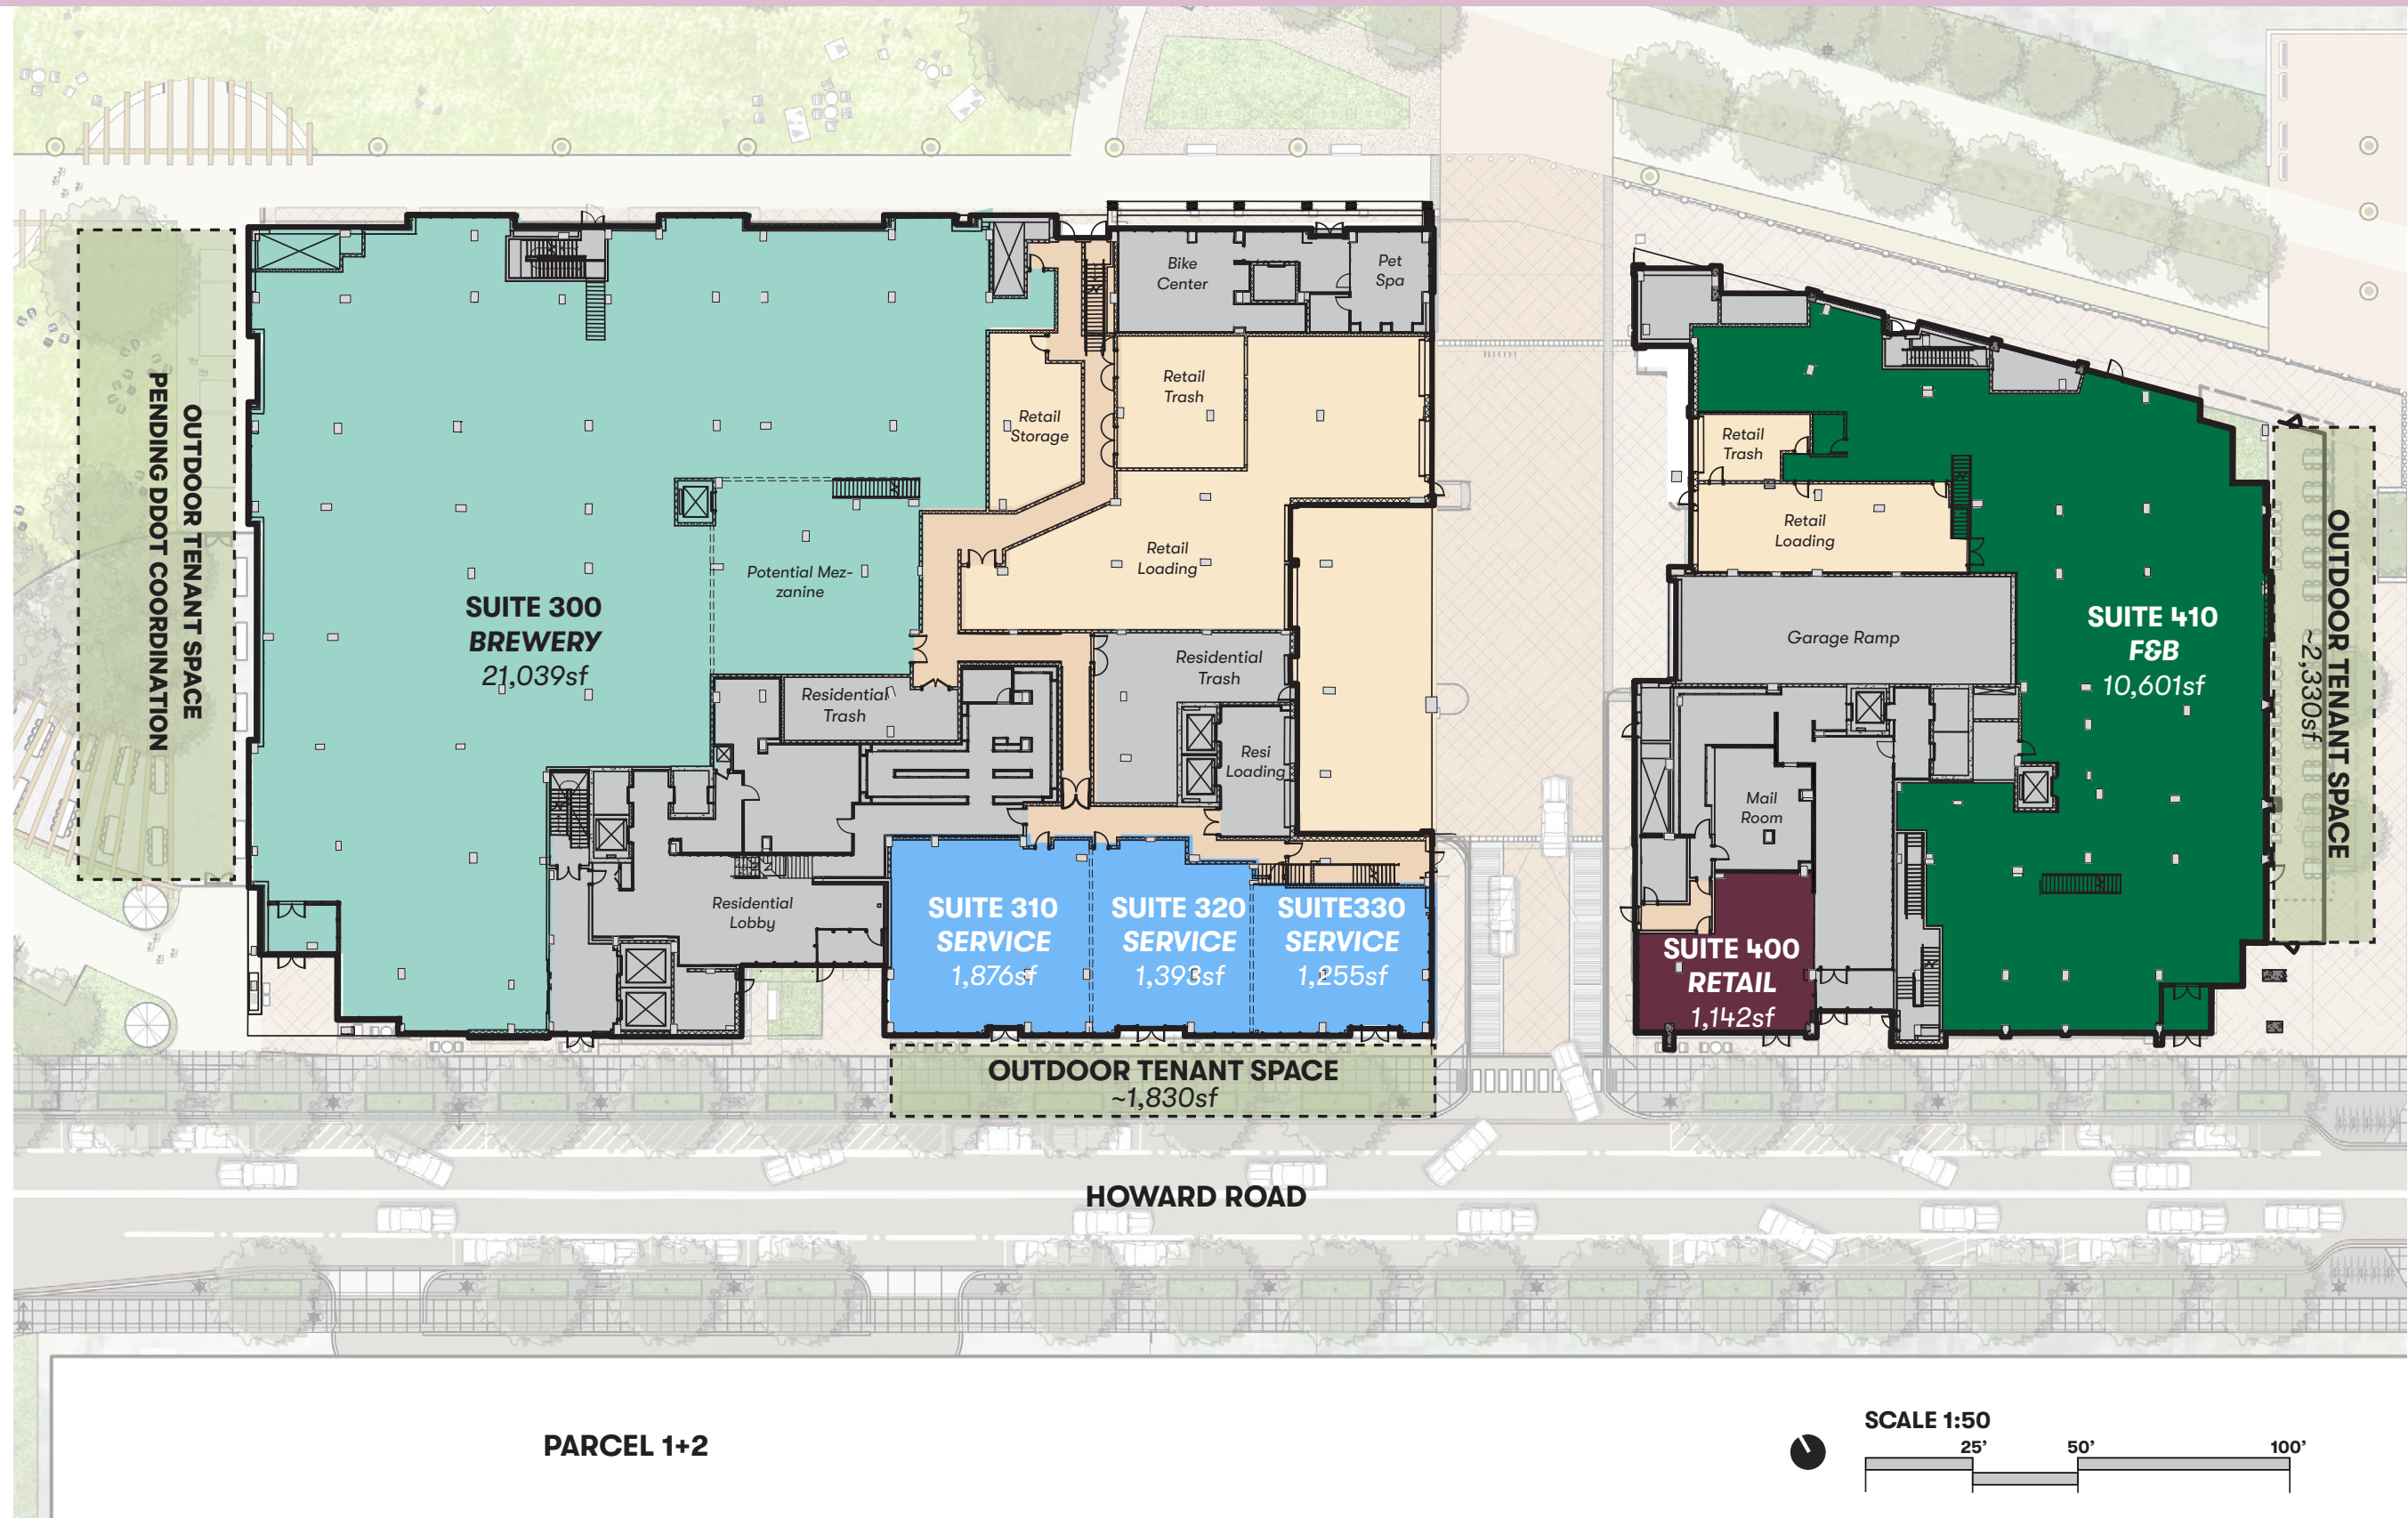 Bike
Center
Pet
Spa
Retail
Trash
Retail
Storage
Retail
Loading
Potential Mez-
zanine
SUITE 300
BREWERY
21,039sf
OUTDOOR TENANT SPACE
PENDING DDOT COORDINATION
Residential
Trash
Residential
Trash
Resi
Loading
Residential
Lobby
SUITE 310
SERVICE
1,876sf
SUITE 320
SERVICE
1,393sf
SUITE330
SERVICE
1,255sf
OUTDOOR TENANT SPACE
~1,830sf
Retail
Trash
Retail
Loading
Garage Ramp
SUITE 410
F&B
10,601sf
OUTDOOR TENANT SPACE
~2,330sf
Mail
Room
SUITE 400
RETAIL
1,142sf
HOWARD ROAD
PARCEL 1+2
SCALE 1:50
25’
50’
100’